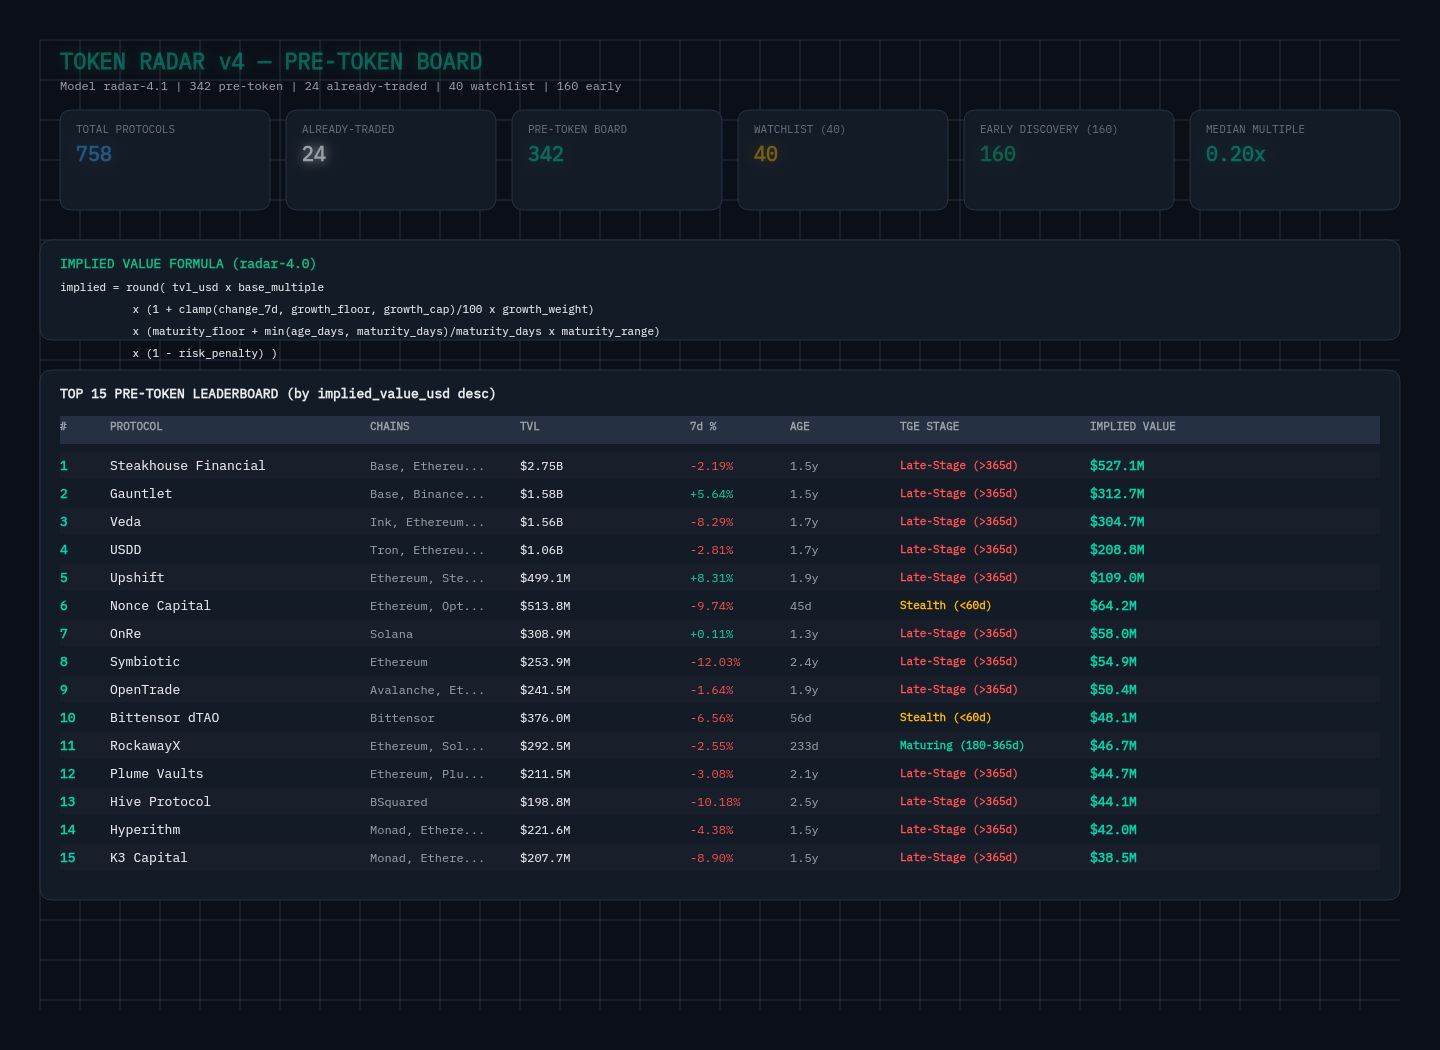 TOKEN RADAR v4 — PRE-TOKEN BOARD
Model radar-4.1 | 342 pre-token | 24 already-traded | 40 watchlist | 160 early
TOTAL PROTOCOLS ALREADY-TRADED PRE-TOKEN BOARD WATCHLIST (40) EARLY DISCOVERY (160) MEDIAN MULTIPLE
758 24 342 40 160 0.20x
IMPLIED VALUE FORMULA (radar-4.0)
implied = round( tvl_usd x base_multiple
x (1 + clamp(change_7d, growth_floor, growth_cap)/100 x growth_weight)
x (maturity_floor + min(age_days, maturity_days)/maturity_days x maturity_range)
x (1 - risk_penalty) )
TOP 15 PRE-TOKEN LEADERBOARD (by implied_value_usd desc)
# PROTOCOL CHAINS TVL 7d % AGE TGE STAGE IMPLIED VALUE
1 Steakhouse Financial Base, Ethereu... $2.75B -2.19% 1.5y Late-Stage (>365d) $527.1M
2 Gauntlet Base, Binance... $1.58B +5.64% 1.5y Late-Stage (>365d) $312.7M
3 Veda Ink, Ethereum... $1.56B -8.29% 1.7y Late-Stage (>365d) $304.7M
4 USDD Tron, Ethereu... $1.06B -2.81% 1.7y Late-Stage (>365d) $208.8M
5 Upshift Ethereum, Ste... $499.1M +8.31% 1.9y Late-Stage (>365d) $109.0M
6 Nonce Capital Ethereum, Opt... $513.8M -9.74% 45d Stealth (<60d) $64.2M
7 OnRe Solana $308.9M +0.11% 1.3y Late-Stage (>365d) $58.0M
8 Symbiotic Ethereum $253.9M -12.03% 2.4y Late-Stage (>365d) $54.9M
9 OpenTrade Avalanche, Et... $241.5M -1.64% 1.9y Late-Stage (>365d) $50.4M
10 Bittensor dTAO Bittensor $376.0M -6.56% 56d Stealth (<60d) $48.1M
11 RockawayX Ethereum, Sol... $292.5M -2.55% 233d Maturing (180-365d) $46.7M
12 Plume Vaults Ethereum, Plu... $211.5M -3.08% 2.1y Late-Stage (>365d) $44.7M
13 Hive Protocol BSquared $198.8M -10.18% 2.5y Late-Stage (>365d) $44.1M
14 Hyperithm Monad, Ethere... $221.6M -4.38% 1.5y Late-Stage (>365d) $42.0M
15 K3 Capital Monad, Ethere... $207.7M -8.90% 1.5y Late-Stage (>365d) $38.5M